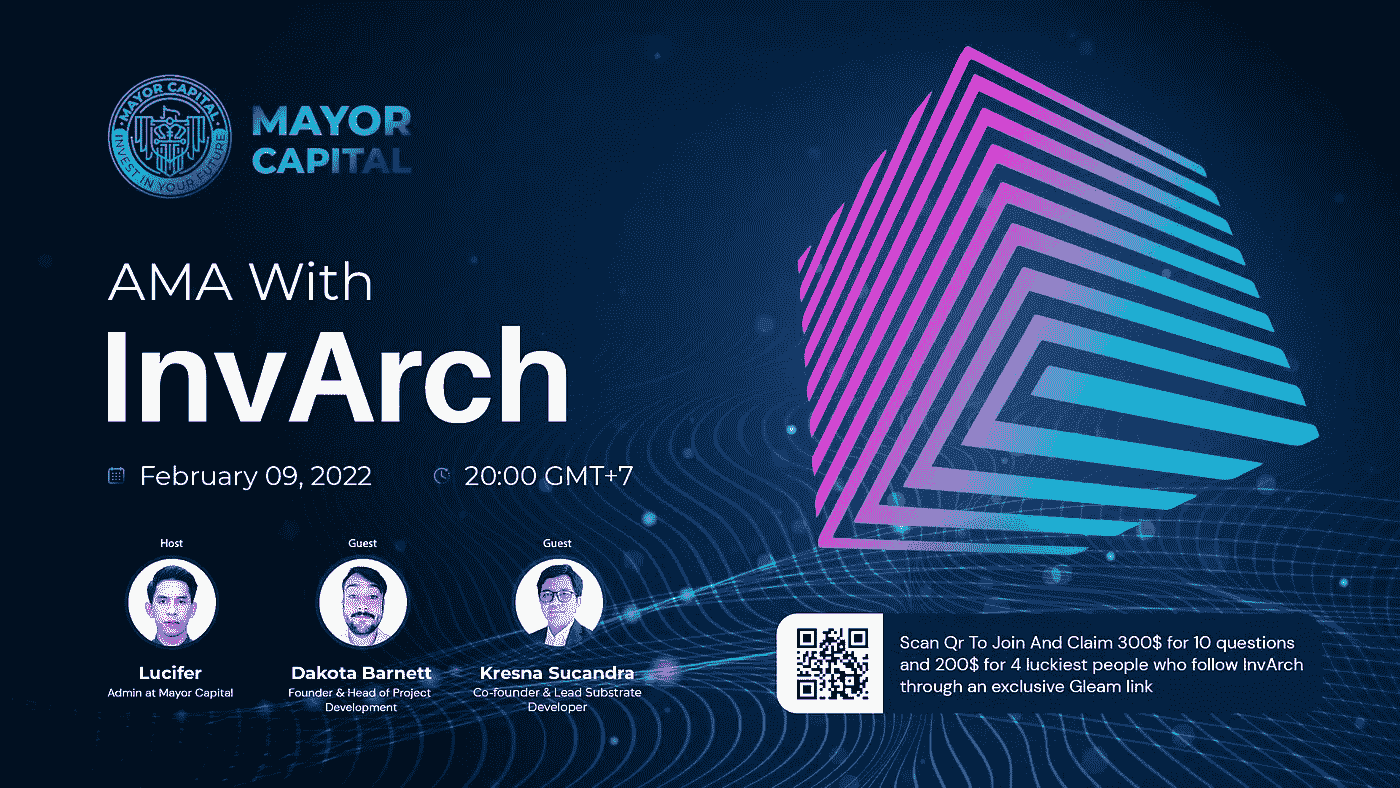 MAYOR CAPITAL
INVEST IN YOUR FUTURE
MAYOR
CAPITAL
AMA With
InvArch
February 09, 2022
20:00 GMT+7
Host
Guest
Guest
Lucifer
Dakota Barnett
Kresna Sucandra
Admin at Mayor Capital
Founder & Head of Project
Development
Co-founder & Lead Substrate
Developer
Scan Qr To Join And Claim 300$ for 10 questions
and 200$ for 4 luckiest people who follow InvArch
through an exclusive Gleam link